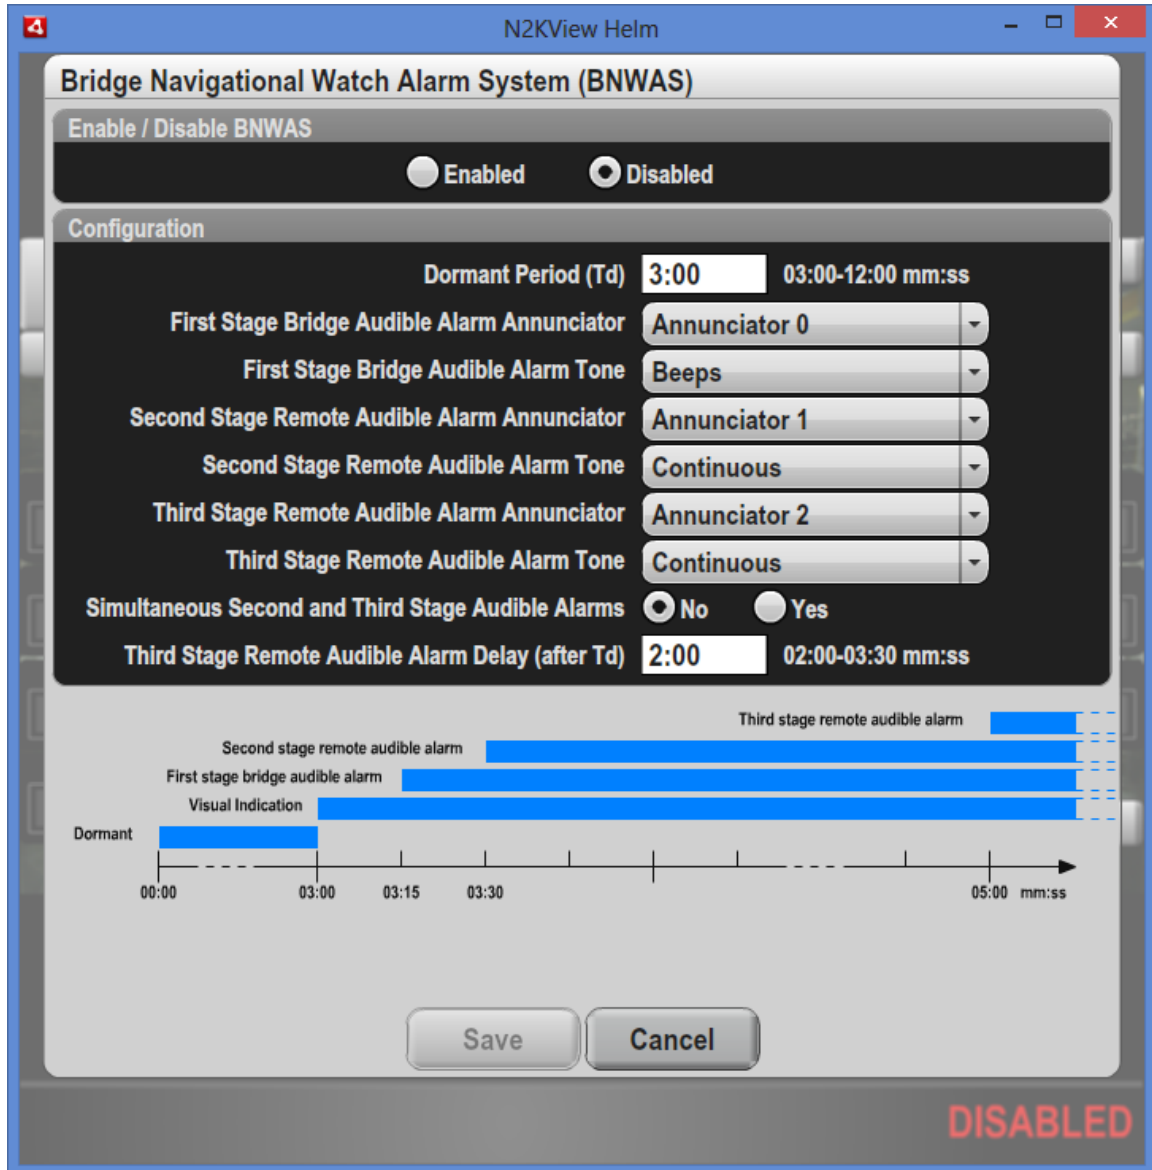 N2KView Helm
Bridge Navigational Watch Alarm System (BNWAS)
Enable / Disable BNWAS
Enabled Disabled
Configuration
Dormant Period (Td) 3:00 03:00-12:00 mm:ss
First Stage Bridge Audible Alarm Annunciator Annunciator 0
First Stage Bridge Audible Alarm Tone Beeps
Second Stage Remote Audible Alarm Annunciator Annunciator 1
Second Stage Remote Audible Alarm Tone Continuous
Third Stage Remote Audible Alarm Annunciator Annunciator 2
Third Stage Remote Audible Alarm Tone Continuous
Simultaneous Second and Third Stage Audible Alarms No Yes
Third Stage Remote Audible Alarm Delay (after Td) 2:00 02:00-03:30 mm:ss
Third stage remote audible alarm
Second stage remote audible alarm
First stage bridge audible alarm
Visual Indication
Dormant
00:00 03:00 03:15 03:30 05:00 mm:ss
Save Cancel
DISABLED